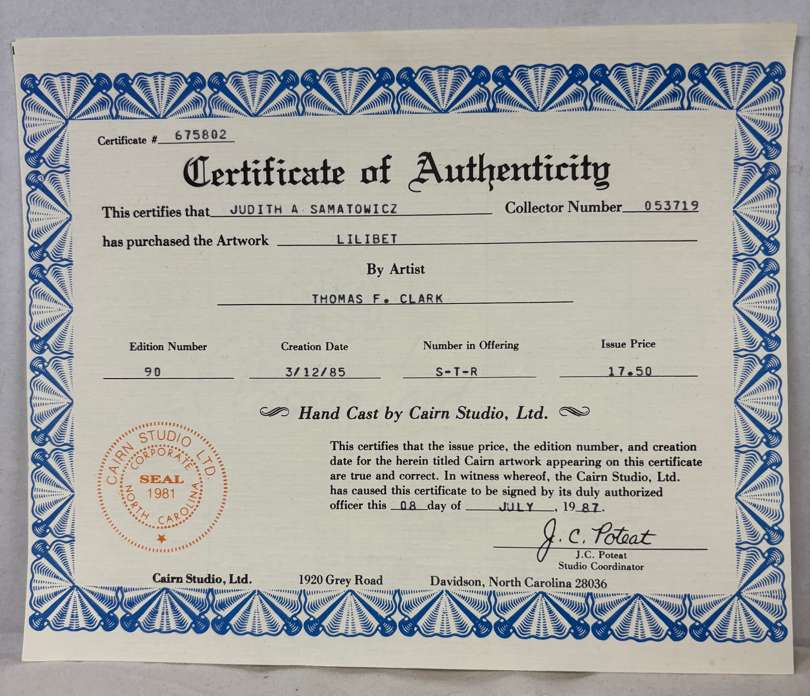 Certificate # 675802
Certificate of Authenticity
This certifies that JUDITH A SAMATOWICZ Collector Number 053719
has purchased the Artwork LILIBET
By Artist
THOMAS F. CLARK
Edition Number Creation Date Number in Offering Issue Price
90 3/12/85 S-T-R 17.50
Hand Cast by Cairn Studio, Ltd.
This certifies that the issue price, the edition number, and creation
date for the herein titled Cairn artwork appearing on this certificate
are true and correct. In witness whereof, the Cairn Studio, Ltd.
has caused this certificate to be signed by its duly authorized
officer this 08 day of JULY, 1987.
CAIRN STUDIO LTD
CORPORATE
SEAL
1981
NORTH CAROLINA
J. C. Poteat
J.C. Poteat
Studio Coordinator
Cairn Studio, Ltd. 1920 Grey Road Davidson, North Carolina 28036